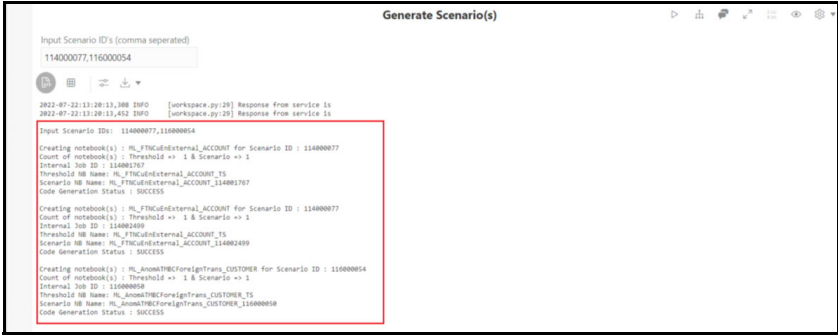 Generate Scenario(s)
Input Scenario ID's (comma seperated)
114000077,116000054
2022-07-22:13:20:13,308 INFO [workspace.py:29] Response from service is
2022-07-22:13:20:13,452 INFO [workspace.py:29] Response from service is
Input Scenario IDs: 114000077,116000054
Creating notebook(s) : ML_FTNCuEnExternal_ACCOUNT for Scenario ID : 114000077
Count of notebook(s) : Threshold => 1 & Scenario => 1
Internal Job ID : 114001767
Threshold NB Name: ML_FTNCuEnExternal_ACCOUNT_TS
Scenario NB Name: ML_FTNCuEnExternal_ACCOUNT_114001767
Code Generation Status : SUCCESS
Creating notebook(s) : ML_FTNCuEnExternal_ACCOUNT for Scenario ID : 114000077
Count of notebook(s) : Threshold => 1 & Scenario => 1
Internal Job ID : 114002499
Threshold NB Name: ML_FTNCuEnExternal_ACCOUNT_TS
Scenario NB Name: ML_FTNCuEnExternal_ACCOUNT_114002499
Code Generation Status : SUCCESS
Creating notebook(s) : ML_AnomATMBCForeignTrans_CUSTOMER for Scenario ID : 116000054
Count of notebook(s) : Threshold => 1 & Scenario => 1
Internal Job ID : 116000050
Threshold NB Name: ML_AnomATMBCForeignTrans_CUSTOMER_TS
Scenario NB Name: ML_AnomATMBCForeignTrans_CUSTOMER_116000050
Code Generation Status : SUCCESS